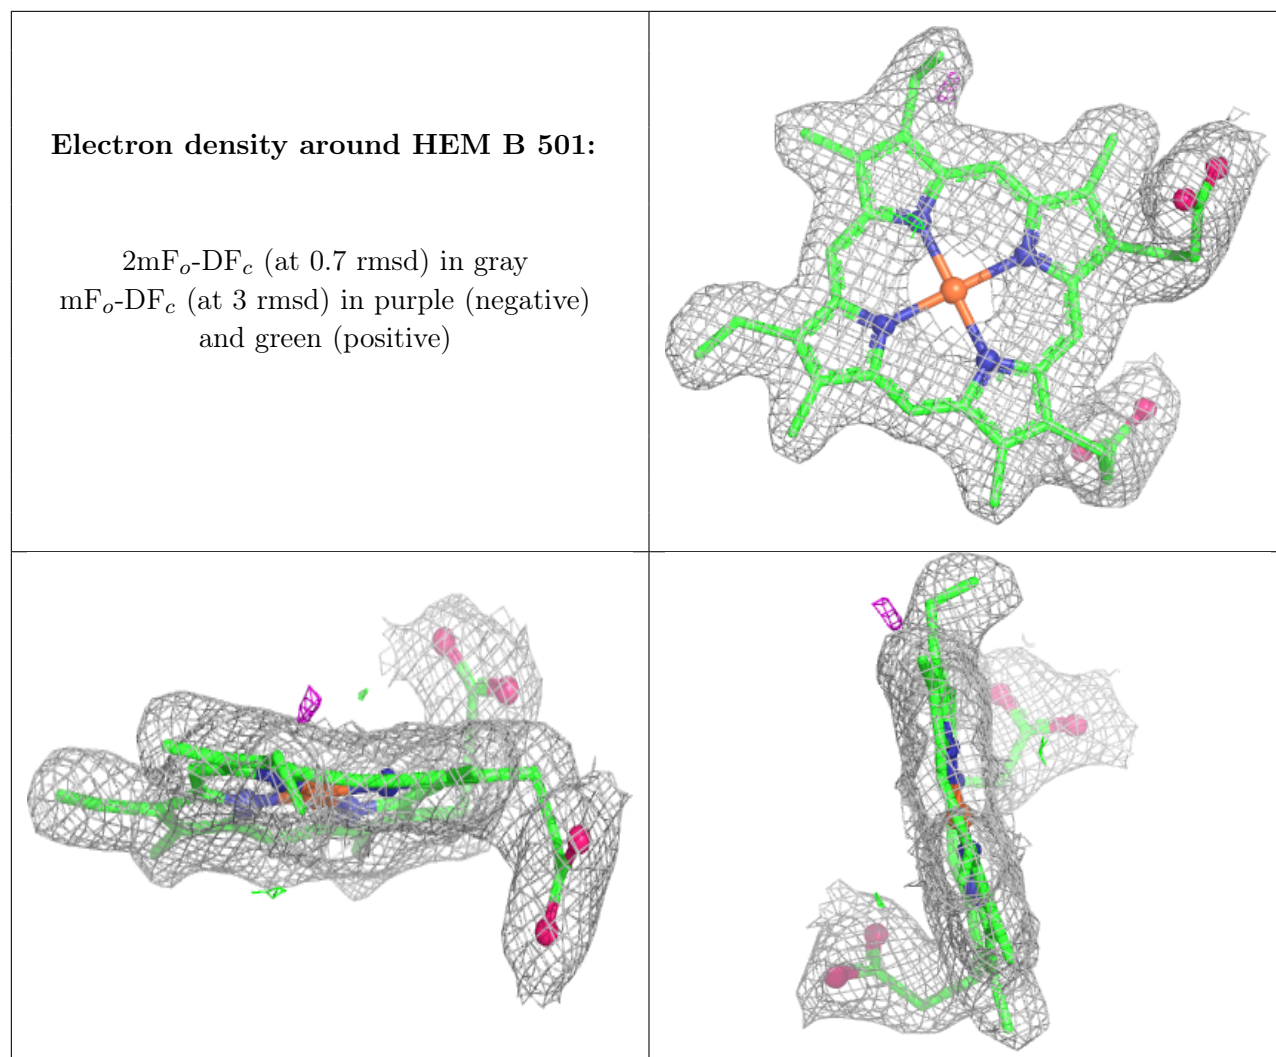 Electron density around HEM B 501:
2mFo-DFc (at 0.7 rmsd) in gray
mFo-DFc (at 3 rmsd) in purple (negative)
and green (positive)